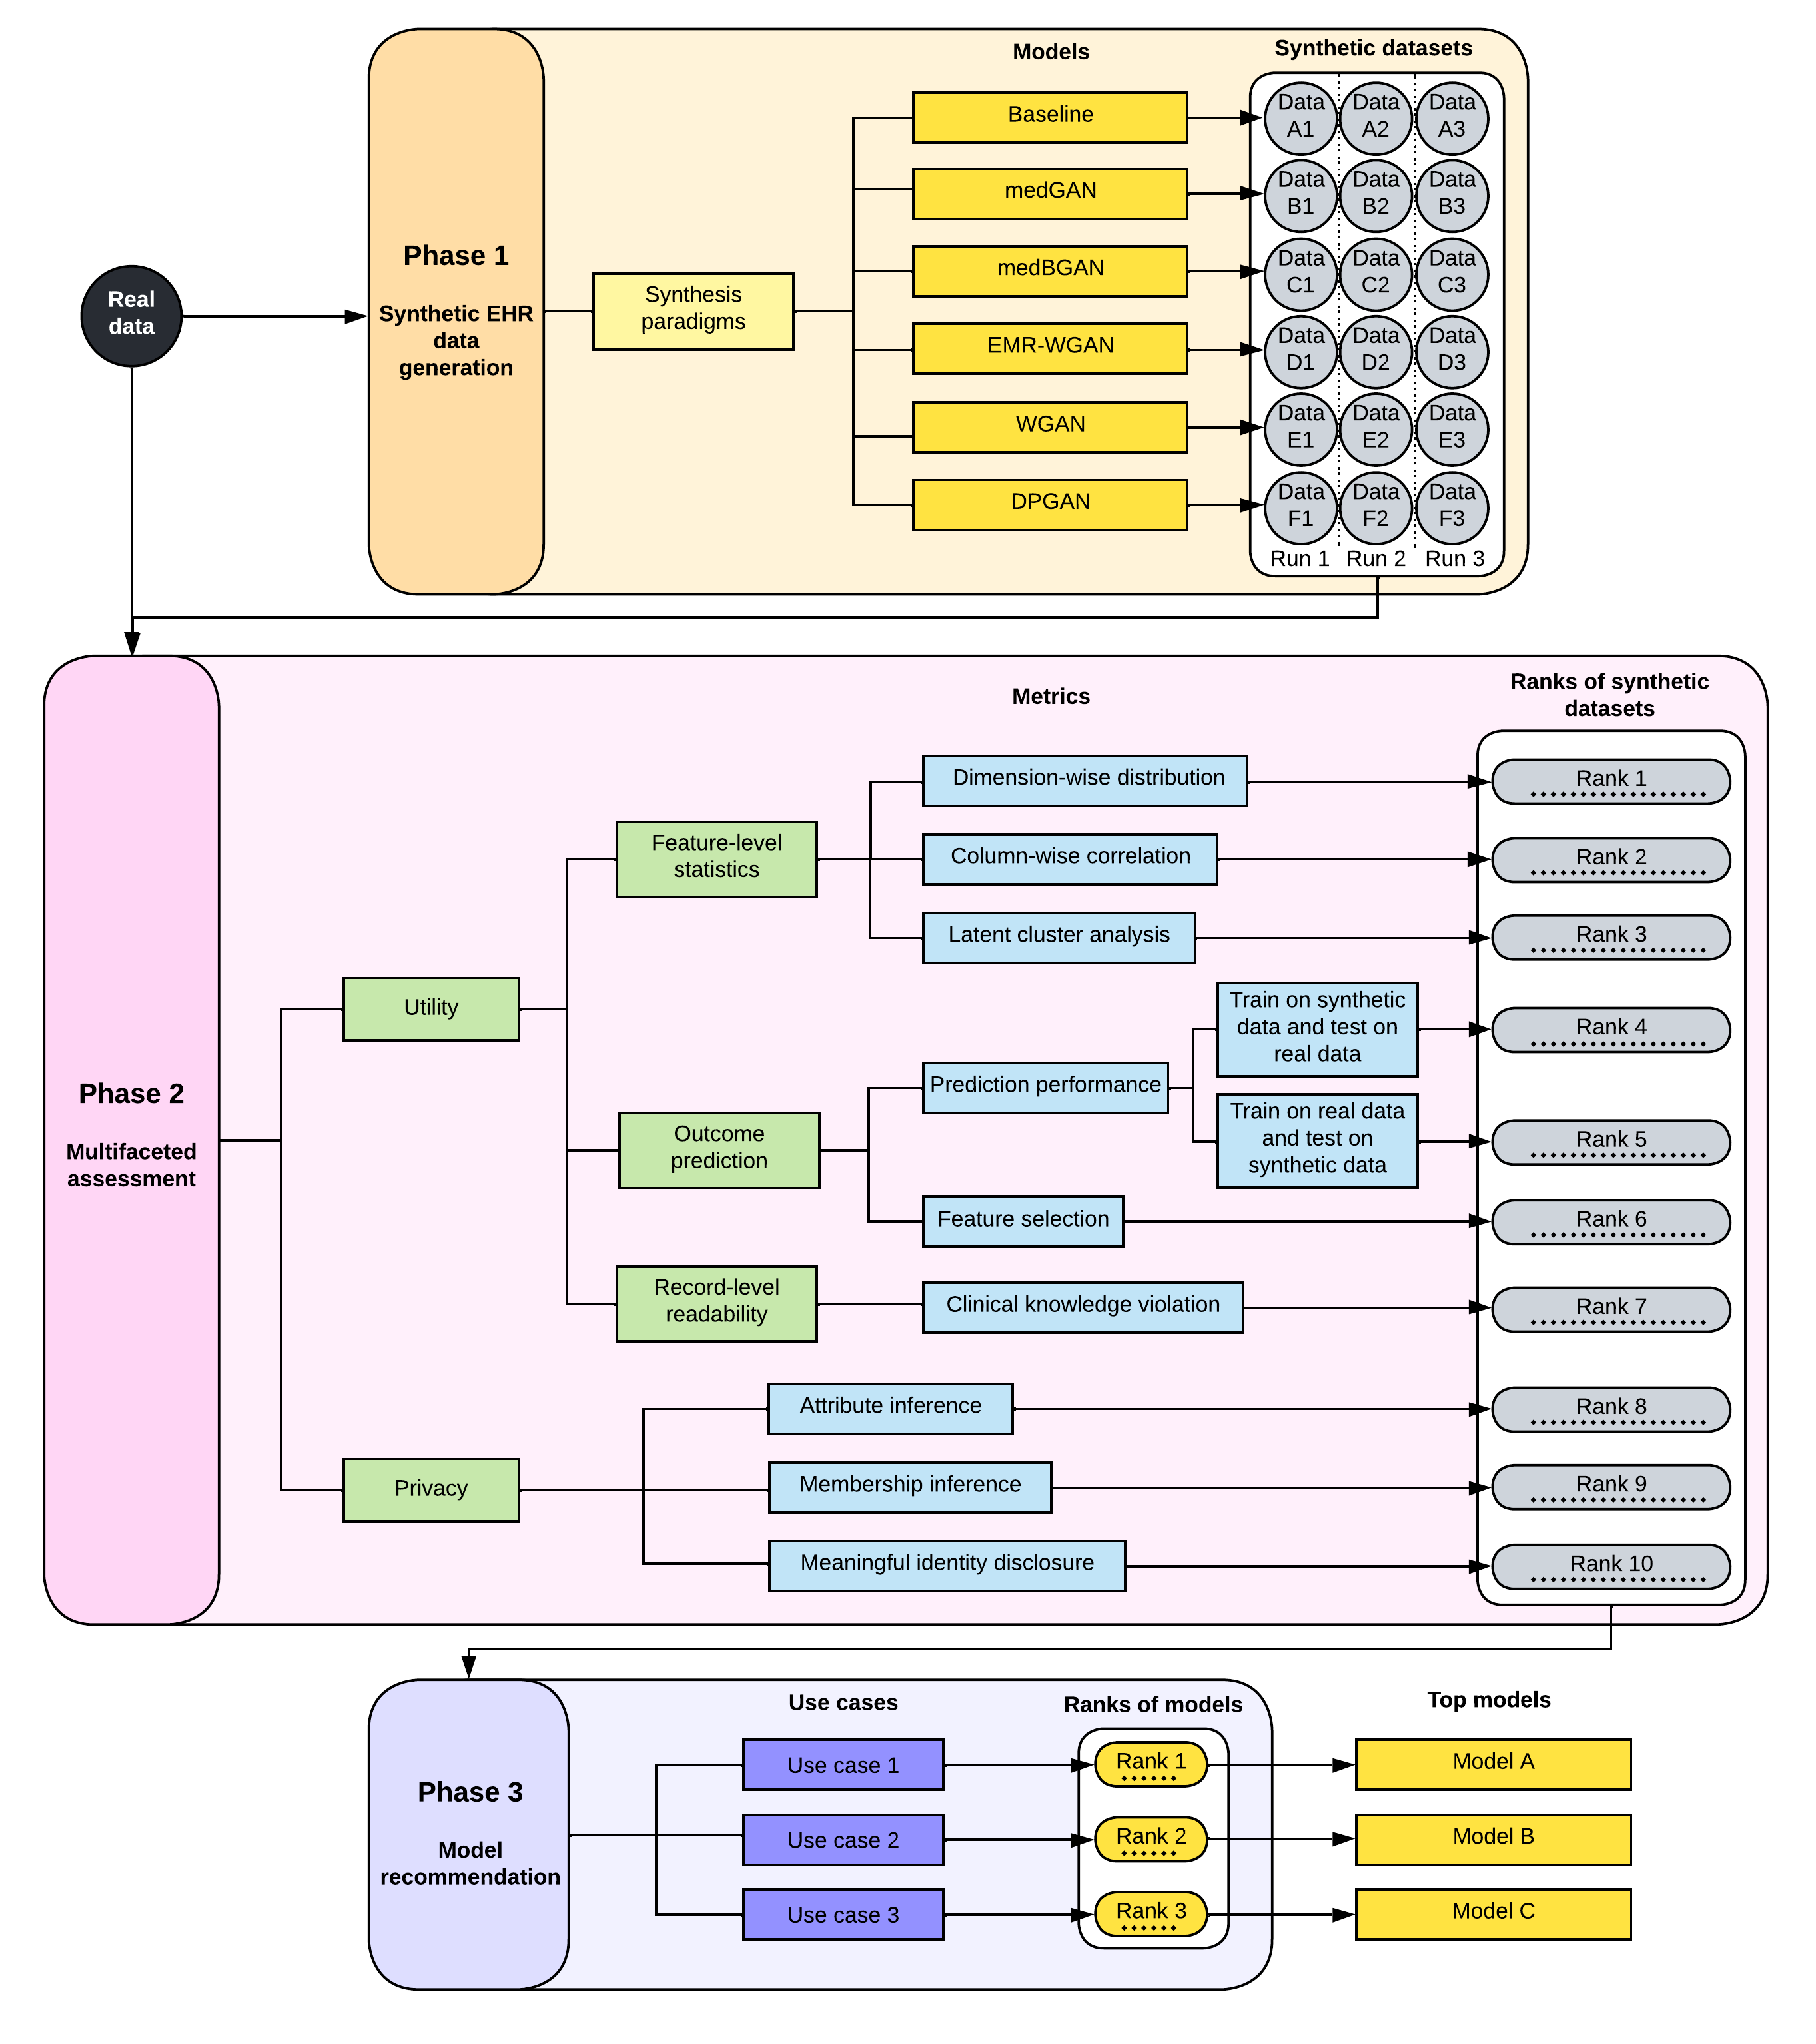 Models
Synthetic datasets
Real
data
Phase 1
Synthetic EHR
data
generation
Synthesis
paradigms
Baseline
medGAN
medBGAN
EMR-WGAN
WGAN
DPGAN
Data
A1
Data
A2
Data
A3
Data
B1
Data
B2
Data
B3
Data
C1
Data
C2
Data
C3
Data
D1
Data
D2
Data
D3
Data
E1
Data
E2
Data
E3
Data
F1
Data
F2
Data
F3
Run 1
Run 2
Run 3
Phase 2
Multifaceted
assessment
Metrics
Ranks of synthetic
datasets
Utility
Feature-level
statistics
Dimension-wise distribution
Rank 1
Column-wise correlation
Rank 2
Latent cluster analysis
Rank 3
Outcome
prediction
Prediction performance
Train on synthetic
data and test on
real data
Rank 4
Train on real data
and test on
synthetic data
Rank 5
Feature selection
Rank 6
Record-level
readability
Clinical knowledge violation
Rank 7
Privacy
Attribute inference
Rank 8
Membership inference
Rank 9
Meaningful identity disclosure
Rank 10
Phase 3
Model
recommendation
Use cases
Ranks of models
Top models
Use case 1
Rank 1
Model A
Use case 2
Rank 2
Model B
Use case 3
Rank 3
Model C